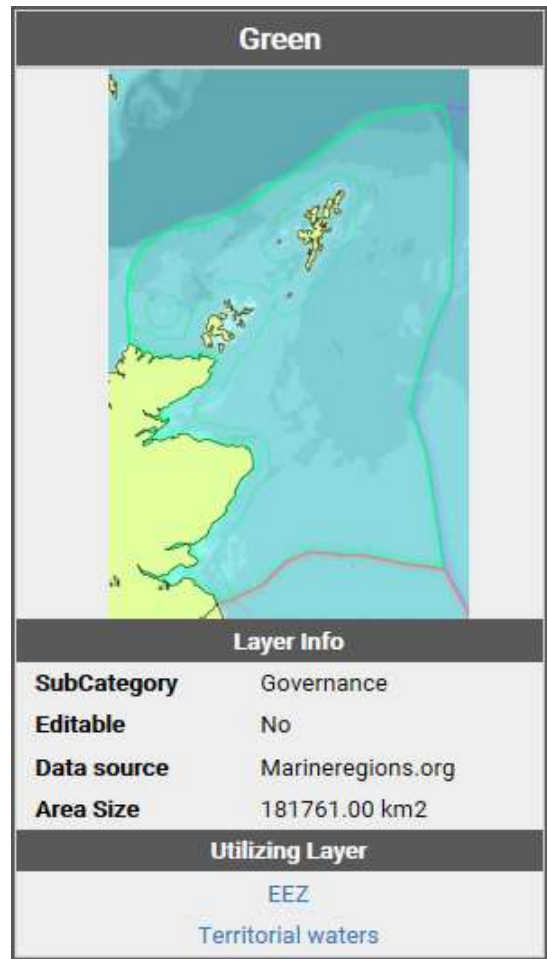 Green
Layer Info
SubCategory Governance
Editable No
Data source Marineregions.org
Area Size 181761.00 km2
Utilizing Layer
EEZ
Territorial waters